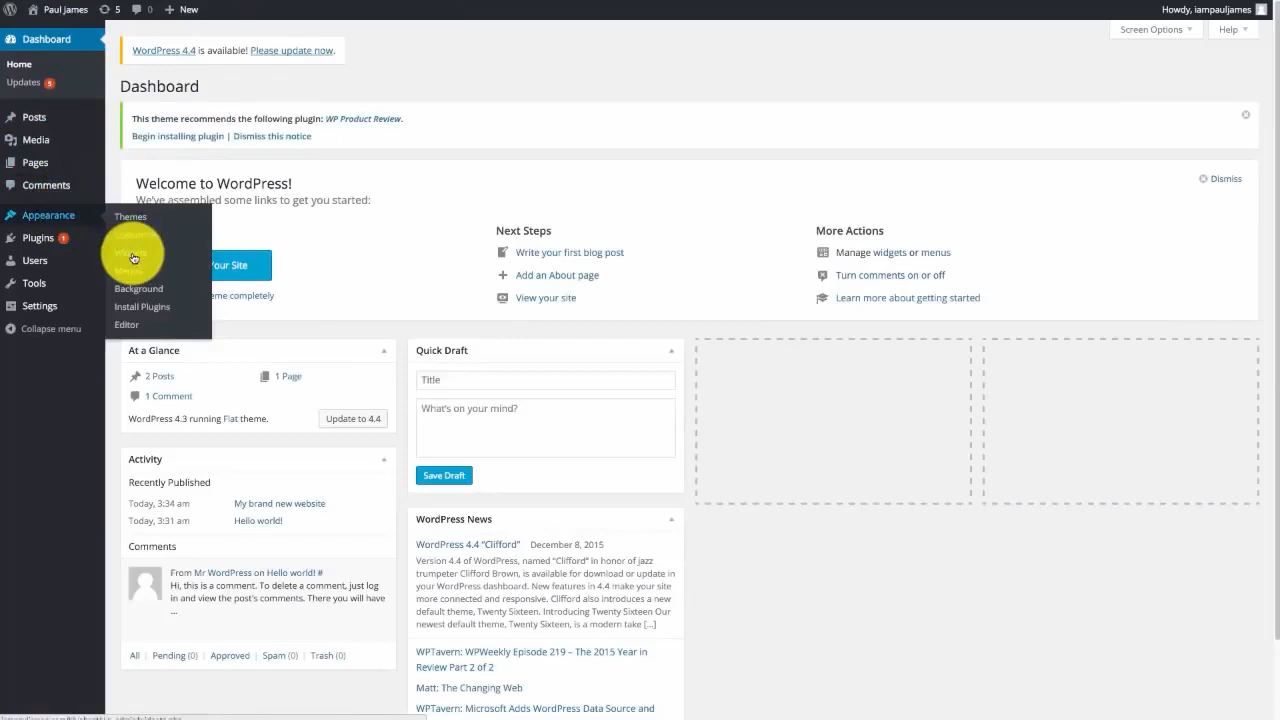 Paul James 5 0 New Howdy, iampauljames
Dashboard
Home
Updates 5
Posts
Media
Pages
Comments
Appearance
Plugins 1
Users
Tools
Settings
Collapse menu
Themes
Customize
Widgets
Menus
Background
Install Plugins
Editor
Screen Options Help
WordPress 4.4 is available! Please update now.
Dashboard
This theme recommends the following plugin: WP Product Review.
Begin installing plugin | Dismiss this notice
Welcome to WordPress!
Dismiss
We've assembled some links to get you started:
Your Site
eme completely
Next Steps
Write your first blog post
Add an About page
View your site
More Actions
Manage widgets or menus
Turn comments on or off
Learn more about getting started
At a Glance
2 Posts 1 Page
1 Comment
WordPress 4.3 running Flat theme. Update to 4.4
Activity
Recently Published
Today, 3:34 am My brand new website
Today, 3:31 am Hello world!
Comments
From Mr WordPress on Hello world! #
Hi, this is a comment. To delete a comment, just log
in and view the post's comments. There you will have
...
All | Pending (0) | Approved | Spam (0) | Trash (0)
Quick Draft
Title
What's on your mind?
Save Draft
WordPress News
WordPress 4.4 “Clifford” December 8, 2015
Version 4.4 of WordPress, named “Clifford” in honor of jazz
trumpeter Clifford Brown, is available for download or update in
your WordPress dashboard. New features in 4.4 make your site
more connected and responsive. Clifford also introduces a new
default theme, Twenty Sixteen. Introducing Twenty Sixteen Our
newest default theme, Twenty Sixteen, is a modern take [...]
WPTavern: WPWeekly Episode 219 – The 2015 Year in
Review Part 2 of 2
Matt: The Changing Web
WPTavern: Microsoft Adds WordPress Data Source and